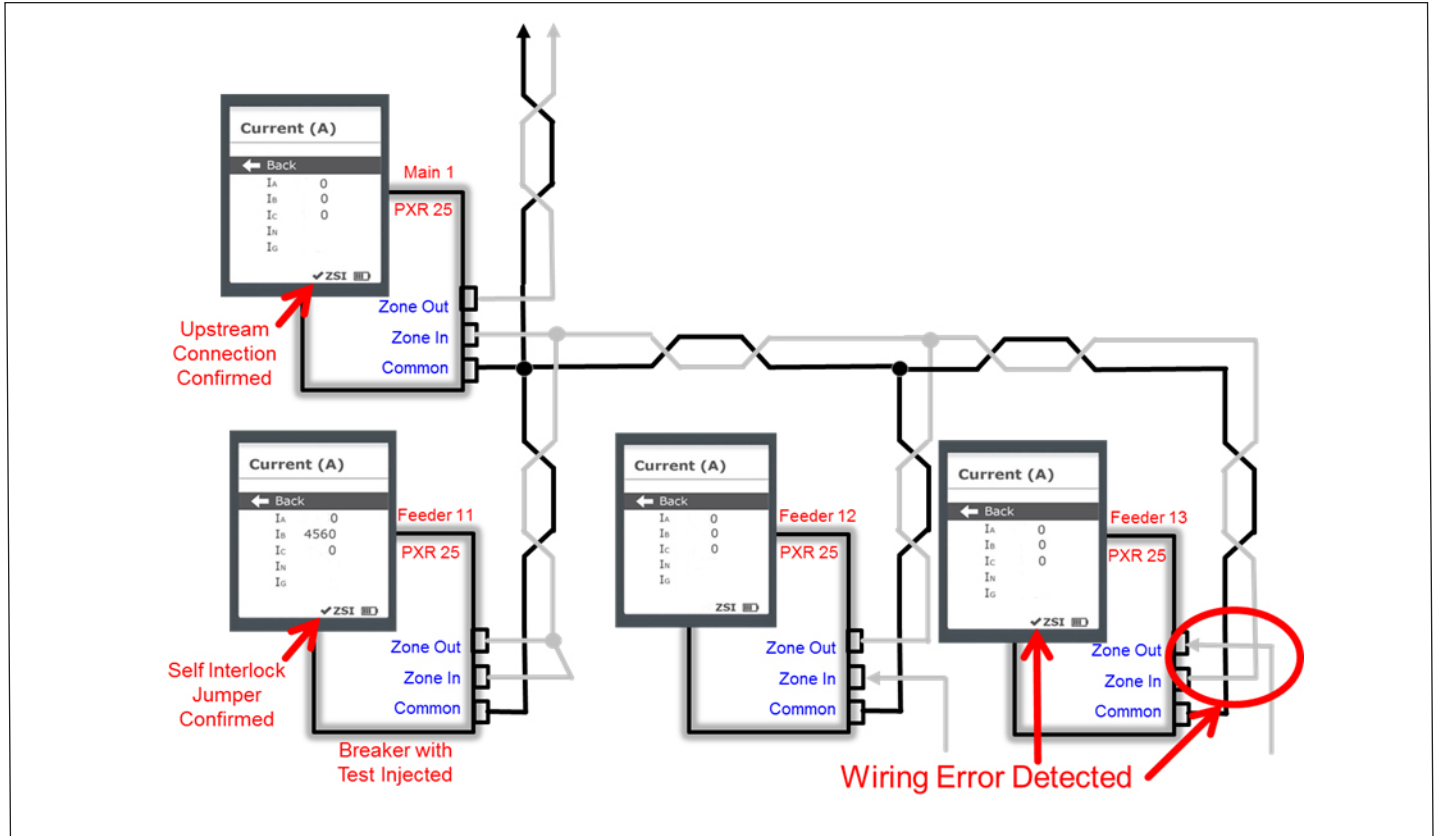 Current (A)
Back
IA 0
IB 0
IC 0
IN
IG
✔ZSI
Main 1
PXR 25
Zone Out
Zone In
Common
Upstream
Connection
Confirmed
Current (A)
Back
IA 0
IB 4560
IC 0
IN
IG
✔ZSI
Feeder 11
PXR 25
Zone Out
Zone In
Common
Self Interlock
Jumper
Confirmed
Breaker with
Test Injected
Current (A)
Back
IA 0
IB 0
IC 0
IN
IG
ZSI
Feeder 12
PXR 25
Zone Out
Zone In
Common
Current (A)
Back
IA 0
IB 0
IC 0
IN
IG
✔ZSI
Feeder 13
PXR 25
Zone Out
Zone In
Common
Wiring Error Detected